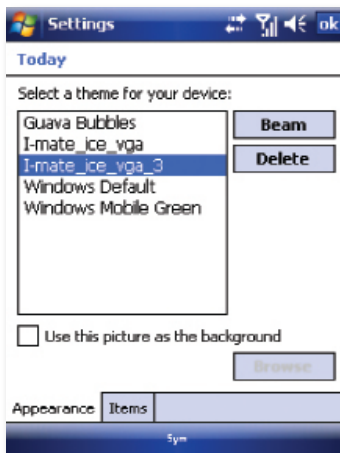 Settings
ok
Today
Select a theme for your device:
Guava Bubbles
Beam
I-mate_ice_vga
I-mate_ice_vga_3
Delete
Windows Default
Windows Mobile Green
Use this picture as the background
Browse
Appearance Items
Sym